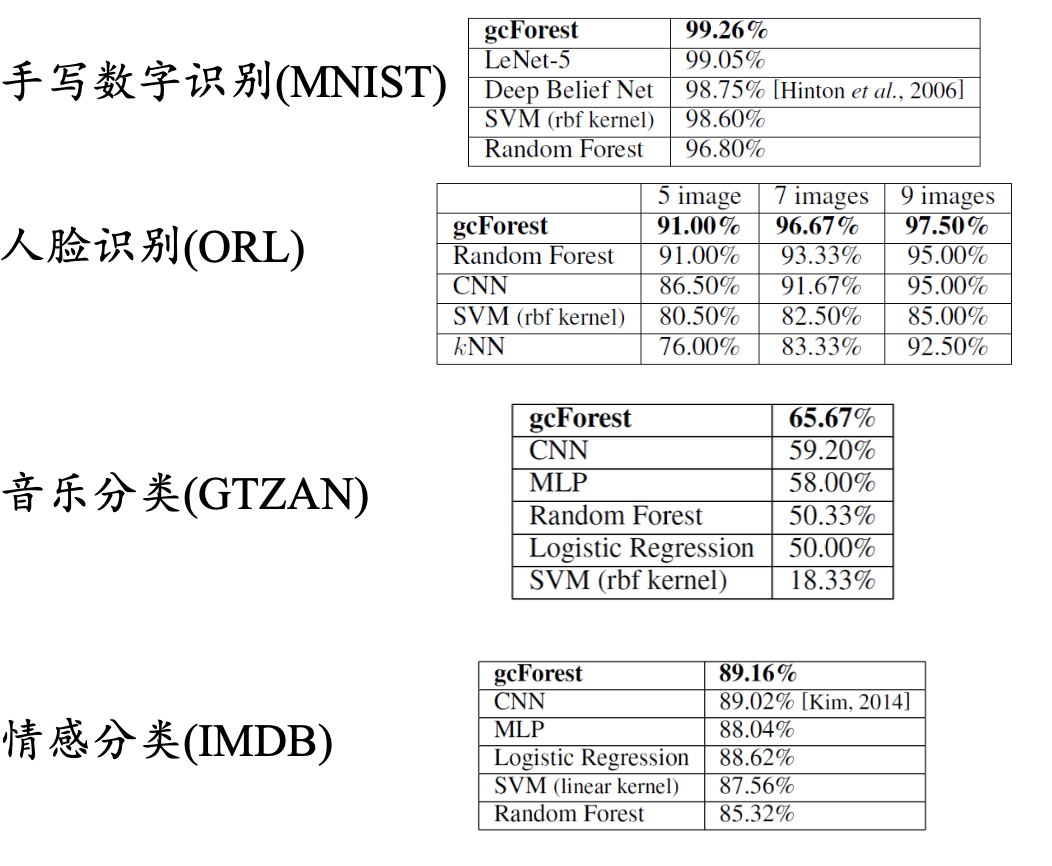 手写数字识别(MNIST)
gcForest 99.26%
LeNet-5 99.05%
Deep Belief Net 98.75% [Hinton et al., 2006]
SVM (rbf kernel) 98.60%
Random Forest 96.80%
人脸识别(ORL)
5 image 7 images 9 images
gcForest 91.00% 96.67% 97.50%
Random Forest 91.00% 93.33% 95.00%
CNN 86.50% 91.67% 95.00%
SVM (rbf kernel) 80.50% 82.50% 85.00%
kNN 76.00% 83.33% 92.50%
音乐分类(GTZAN)
gcForest 65.67%
CNN 59.20%
MLP 58.00%
Random Forest 50.33%
Logistic Regression 50.00%
SVM (rbf kernel) 18.33%
情感分类(IMDB)
gcForest 89.16%
CNN 89.02% [Kim, 2014]
MLP 88.04%
Logistic Regression 88.62%
SVM (linear kernel) 87.56%
Random Forest 85.32%